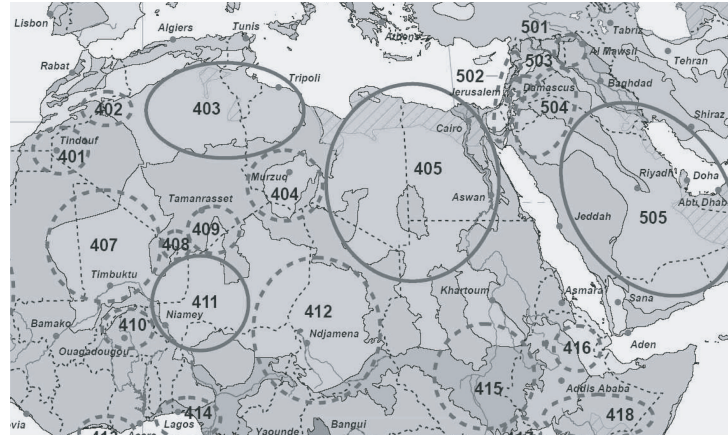 Lisbon
Algiers
Tunis
Athens
501
Tabriz
Rabat
Tripoli
502
503
Al Mawsil
Tehran
402
403
Jerusalem
Damascus
Baghdad
504
Shiraz
Tindouf
401
Cairo
Murzuq
404
405
Riyadh
Doha
Tamanrasset
Aswan
Abu Dhabi
409
Jeddah
505
407
408
Timbuktu
411
412
Khartoum
Asmara
Sana
Niamey
410
Bamako
Ndjamena
Ouagadougou
416
Aden
415
Addis Ababa
414
418
Lagos
Yaounde
Bangui